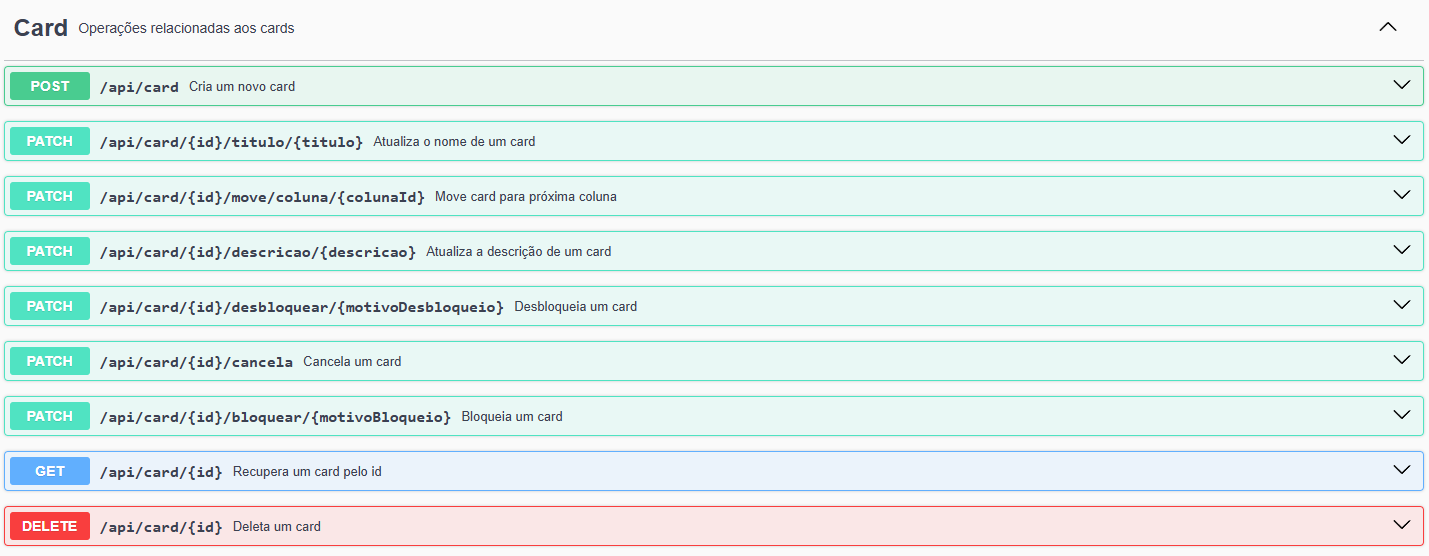 Card Operações relacionadas aos cards
POST /api/card Cria um novo card
PATCH /api/card/{id}/titulo/{titulo} Atualiza o nome de um card
PATCH /api/card/{id}/move/coluna/{colunaId} Move card para próxima coluna
PATCH /api/card/{id}/descricao/{descricao} Atualiza a descrição de um card
PATCH /api/card/{id}/desbloquear/{motivoDesbloqueio} Desbloqueia um card
PATCH /api/card/{id}/cancela Cancela um card
PATCH /api/card/{id}/bloquear/{motivoBloqueio} Bloqueia um card
GET /api/card/{id} Recupera um card pelo id
DELETE /api/card/{id} Deleta um card